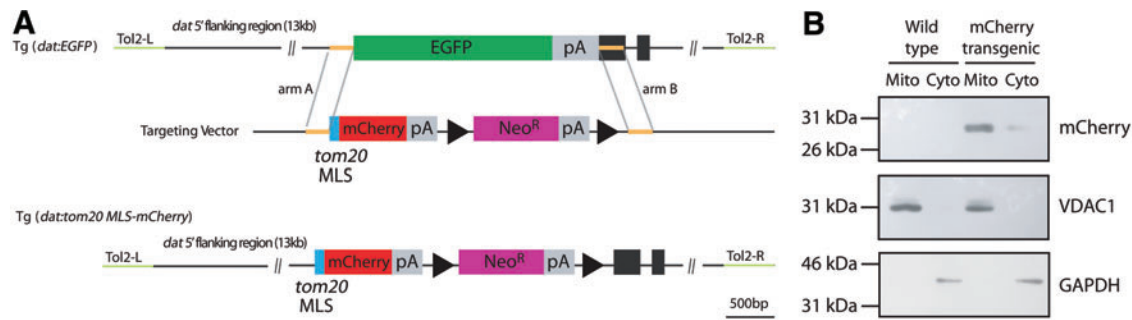 A
dat 5' flanking region (13kb)
Tg (dat:EGFP)
Tol2-L
//
EGFP
pA
//
Tol2-R
arm A
arm B
Targeting Vector
mCherry
pA
NeoR
pA
tom20
MLS
Tg (dat:tom20 MLS-mCherry)
dat 5' flanking region (13kb)
Tol2-L
//
mCherry
pA
NeoR
pA
//
Tol2-R
tom20
MLS
500bp
B
Wild type
mCherry transgenic
Mito Cyto Mito Cyto
31 kDa
26 kDa
mCherry
31 kDa
VDAC1
46 kDa
31 kDa
GAPDH